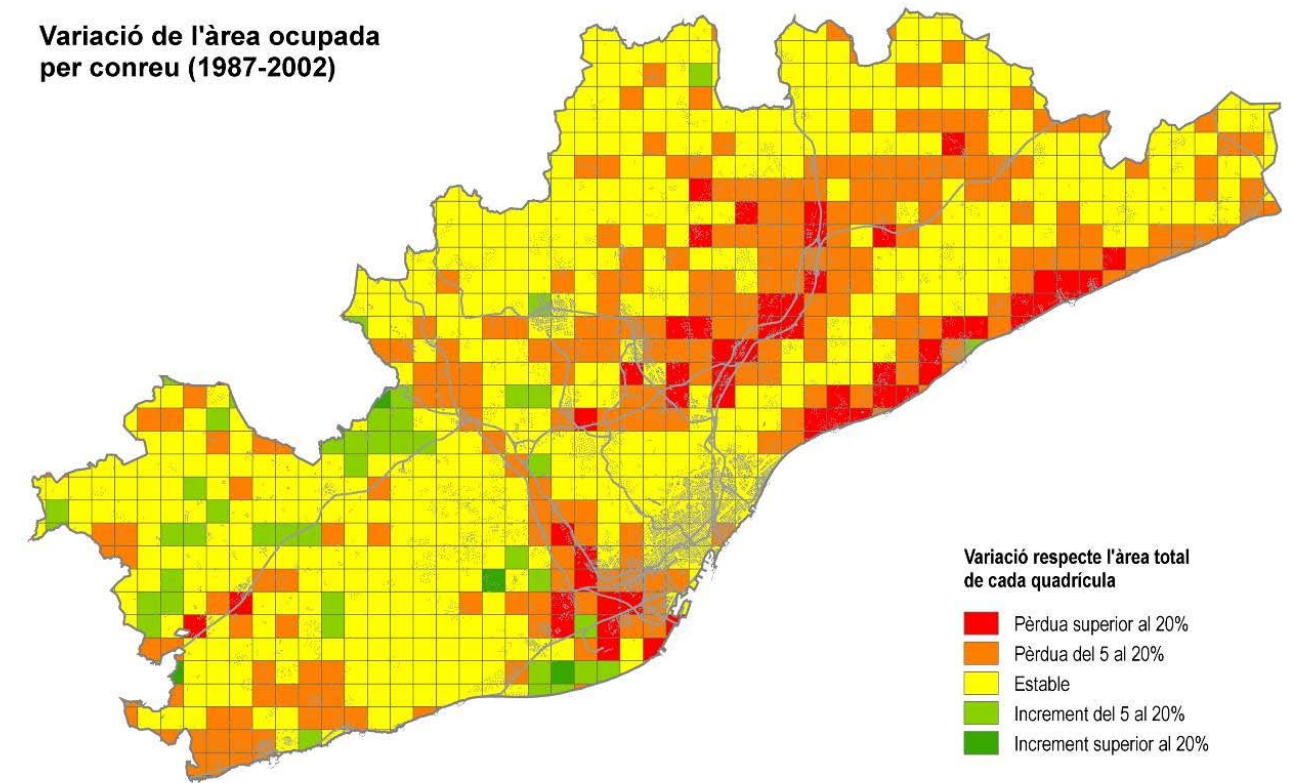 Variació de l'àrea ocupada
per conreu (1987-2002)
Variació respecte l'àrea total
de cada quadrícula
Pèrdua superior al 20%
Pèrdua del 5 al 20%
Estable
Increment del 5 al 20%
Increment superior al 20%